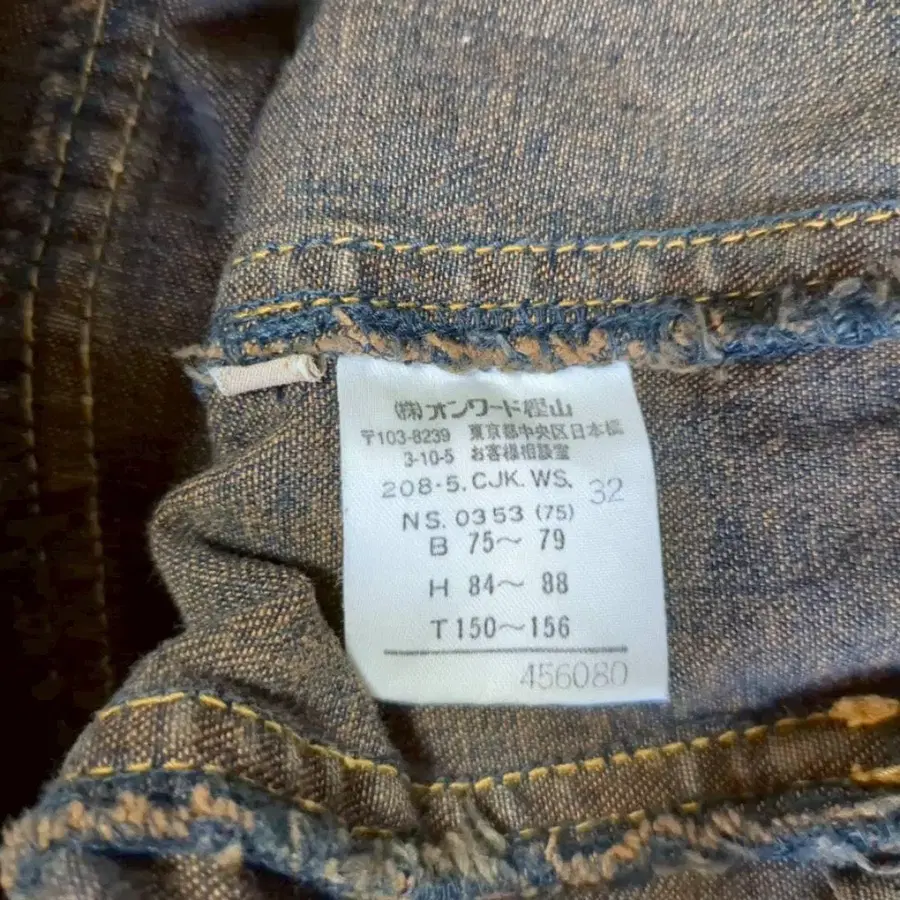 ㈱オンワード樫山
〒103-8239 東京都中央区日本橋
3-10-5 お客様相談室
208-5. CJK. WS. 32
NS. 0353 (75)
B 75〜 79
H 84〜 88
T 150〜156
456080